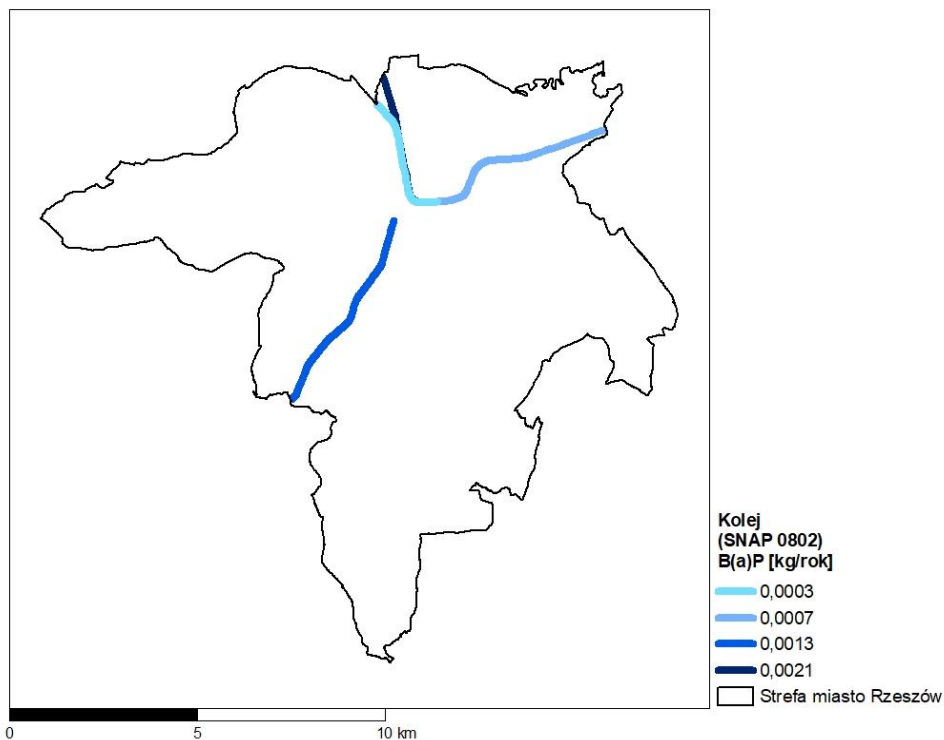 Kolej
(SNAP 0802)
B(a)P [kg/rok]
0,0003
0,0007
0,0013
0,0021
Strefa miasto Rzeszów
0 5 10 km